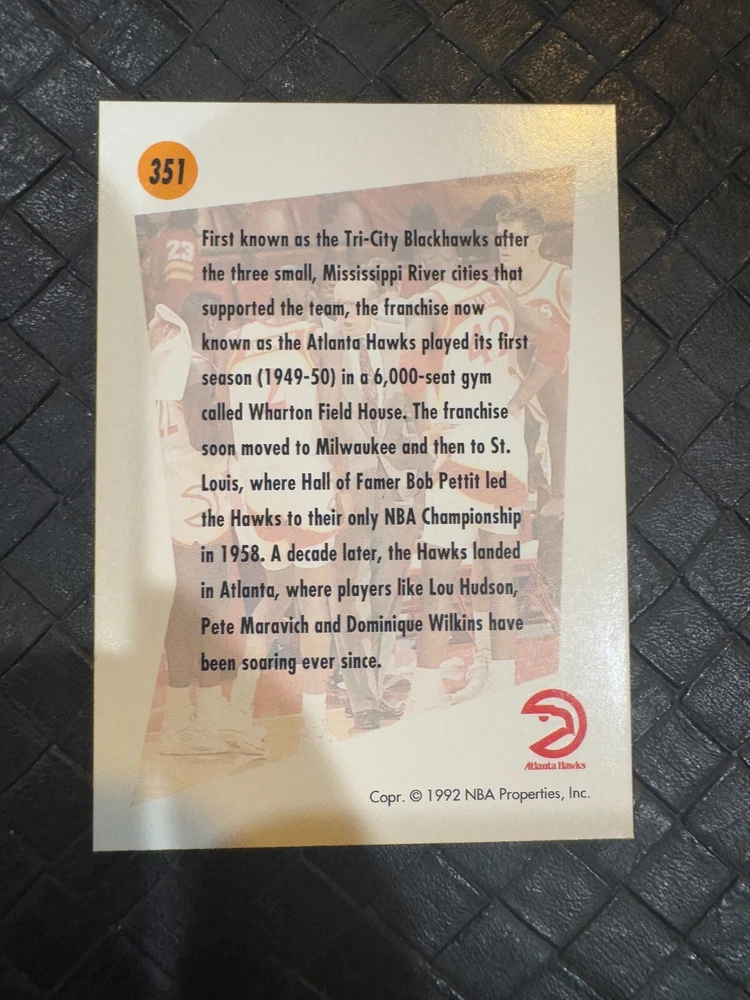 351
23
First known as the Tri-City Blackhawks after
the three small, Mississippi River cities that
supported the team, the franchise now
known as the Atlanta Hawks played its first
season (1949-50) in a 6,000-seat gym
called Wharton Field House. The franchise
soon moved to Milwaukee and then to St.
Louis, where Hall of Famer Bob Pettit led
the Hawks to their only NBA Championship
in 1958. A decade later, the Hawks landed
in Atlanta, where players like Lou Hudson,
Pete Maravich and Dominique Wilkins have
been soaring ever since.
Atlanta Hawks
Copr. © 1992 NBA Properties, Inc.